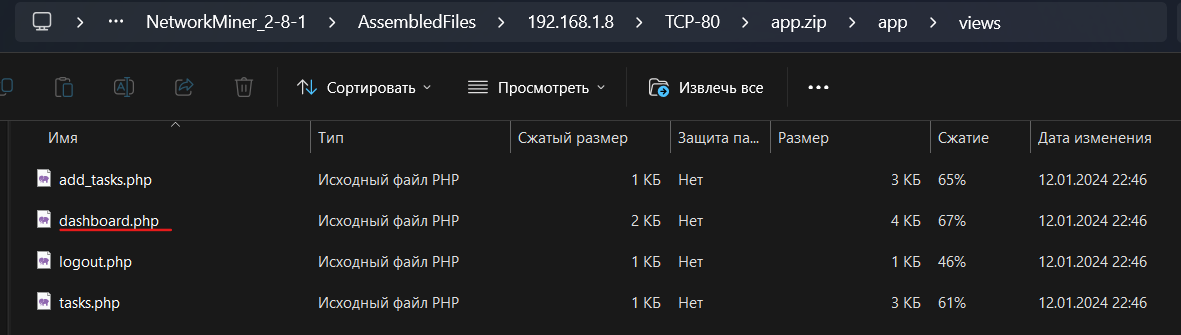 ... NetworkMiner_2-8-1 > AssembledFiles > 192.168.1.8 > TCP-80 > app.zip > app > views
Сортировать Просмотреть Извлечь все ...
Имя Тип Сжатый размер Защита па... Размер Сжатие Дата изменения
add_tasks.php Исходный файл PHP 1 КБ Нет 3 КБ 65% 12.01.2024 22:46
dashboard.php Исходный файл PHP 2 КБ Нет 4 КБ 67% 12.01.2024 22:46
logout.php Исходный файл PHP 1 КБ Нет 1 КБ 46% 12.01.2024 22:46
tasks.php Исходный файл PHP 1 КБ Нет 3 КБ 61% 12.01.2024 22:46